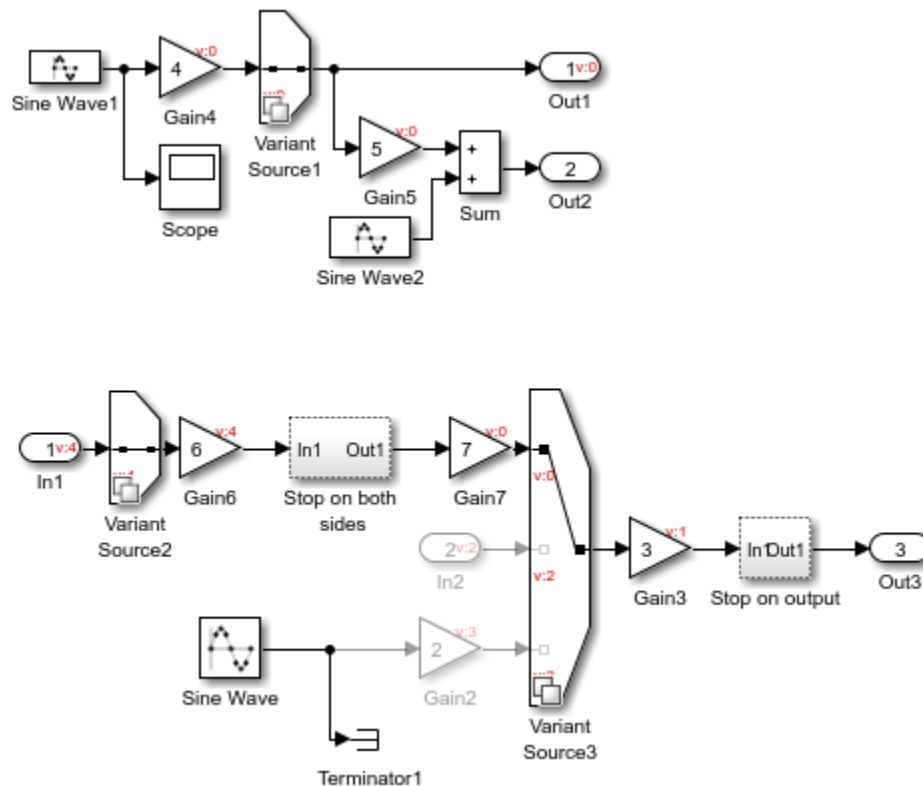 v:0
4
Sine Wave1
Gain4
Variant
Source1
1 v:0
Out1
v:0
5
Gain5
+
+
Sum
2
Out2
Scope
Sine Wave2
1 v:4
In1
Variant
Source2
v:4
6
Gain6
In1 Out1
Stop on both
sides
v:0
7
Gain7
v:0
2 v:2
In2
v:2
v:1
3
Gain3
In1 Out1
Stop on output
3
Out3
Sine Wave
v:3
2
Gain2
Variant
Source3
Terminator1